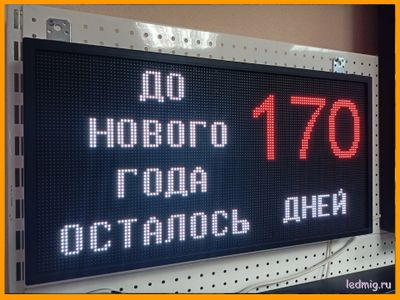 ДО
НОВОГО
ГОДА
ОСТАЛОСЬ
170
ДНЕЙ
ledmig.ru